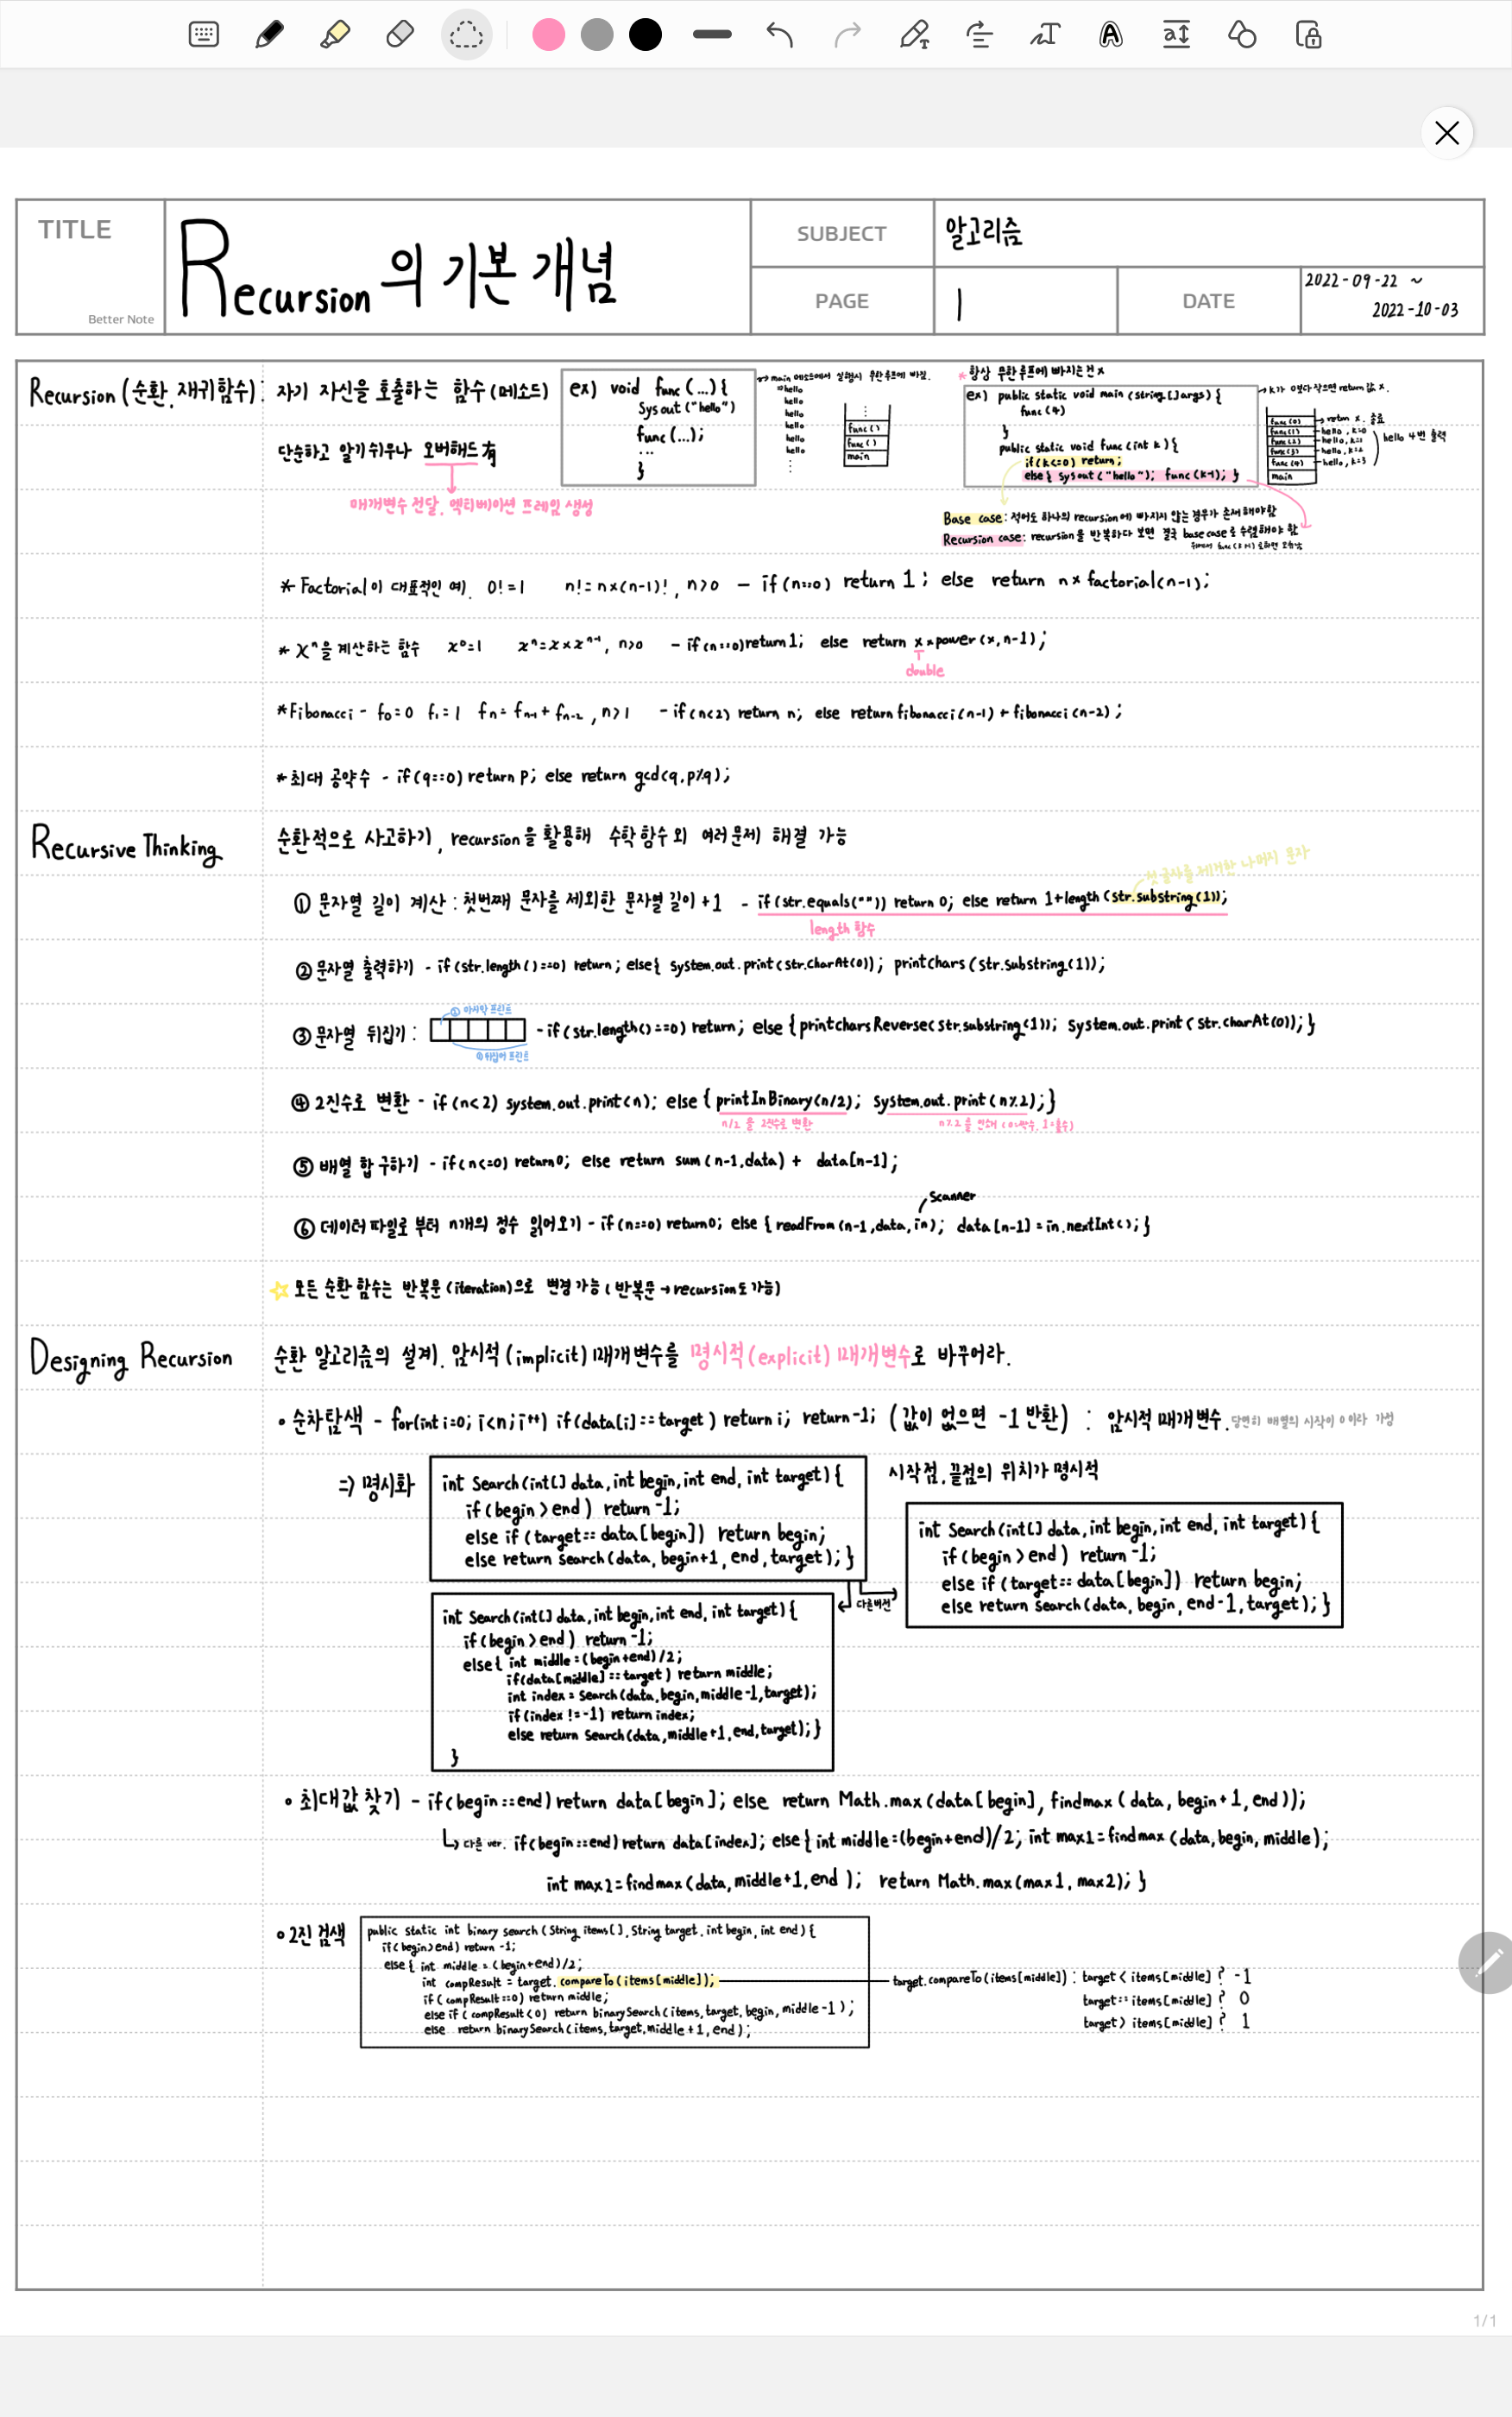 TITLE
Better Note
Recursion의 기본 개념
SUBJECT
알고리즘
PAGE
1
DATE
2022-09-22 ~
2022-10-03
Recursion (순환, 재귀함수): 자기 자신을 호출하는 함수 (메소드)
단순하고 알기쉬우나 오버헤드 有
매개변수 전달, 액티베이션 프레임 생성
ex) void func (...) {
Sys out ("hello")
func (...);
...
}
→ main 메소드에서 실행시 무한루프에 빠짐.
⇒ hello
hello
hello
hello
hello
hello
⋮
⋮
func ( )
func ( )
main
* 항상 무한루프에 빠지는건 x
ex) public static void main (string [] args) {
func (4)
}
public static void func (int k) {
if (k<=0) return;
else { sys out ("hello"); func (k-1); }
→ k가 0보다 작으면 return 값 x.
func (0) → return x. 종료
func (1) - hello, k=0
func (2) - hello, k=1
func (3) - hello, k=2
func (4) - hello, k=3
main
hello 4번 출력
Base case : 적어도 하나의 recursion에 빠지지 않는 경우가 존재해야함
Recursion case : recursion을 반복하다 보면 결국 base case로 수렴해야 함
* Factorial이 대표적인 예. 0! = 1 n! = n×(n-1)!, n>0 - if (n==0) return 1; else return n×factorial(n-1);
* xⁿ을 계산하는 함수 x⁰=1 xⁿ=x×xⁿ⁻¹, n>0 - if (n==0) return 1; else return x×power (x, n-1);
double
*Fibonacci - f₀=0 f₁=1 fn=fn-1+fn-2, n>1 - if (n<2) return n; else return fibonacci (n-1) + fibonacci (n-2);
*최대 공약수 - if (q==0) return p; else return gcd(q, p%q);
Recursive Thinking
순환적으로 사고하기, recursion을 활용해 수학함수 외 여러문제 해결 가능
첫글자를 제거한 나머지 문자
① 문자열 길이 계산 : 첫번째 문자를 제외한 문자열 길이 +1 - if (str.equals("")) return 0; else return 1+length (str.substring(1));
length 함수
② 문자열 출력하기 - if (str.length()==0) return; else{ system.out.print(str.charAt(0)); printchars (str.substring(1));
② 마지막 프린트
③ 문자열 뒤집기 : - if (str.length()==0) return; else {printcharsReverse(str.substring(1)); system.out.print (str.charAt(0)); }
① 뒤집어 프린트
④ 2진수로 변환 - if (n<2) system.out.print(n); else { printInBinary(n/2); system.out.print (n%2); }
n/2 을 2진수로 변환
⑤ 배열 합 구하기 - if (n<=0) return 0; else return sum (n-1, data) + data[n-1];
Scanner
⑥ 데이터 파일로 부터 n개의 정수 읽어오기 - if (n==0) return 0; else { readFrom (n-1, data, in); data[n-1] = in.nextInt(); }
☆ 모든 순환 함수는 반복문 (iteration)으로 변경 가능 ( 반복문 → recursion도 가능)
Designing Recursion
순환 알고리즘의 설계. 암시적 (implicit) 매개변수를 명시적 (explicit) 매개변수로 바꾸어라.
• 순차탐색 - for(int i=0; i<n; i++) if(data[i]==target) return i; return -1; (값이 없으면 -1 반환) : 암시적 매개변수. 당연히 배열의 시작이 0이라 가정
⇒ 명시화
int Search (int[] data, int begin, int end, int target) {
if (begin > end) return -1;
else if (target == data[begin]) return begin;
else return search (data, begin+1, end, target); }
시작점, 끝점의 위치가 명시적
다른버전
int Search (int[] data, int begin, int end, int target) {
if (begin > end) return -1;
else if (target == data[begin]) return begin;
else return search (data, begin, end-1, target); }
int Search (int[] data, int begin, int end, int target) {
if (begin > end) return -1;
else { int middle = (begin+end)/2;
if (data[middle] == target) return middle;
int index = Search (data, begin, middle-1, target);
if (index != -1) return index;
else return Search (data, middle+1, end, target); }
}
• 최대값 찾기 - if (begin == end) return data[begin]; else return Math.max (data[begin], findmax (data, begin+1, end));
↳ 다른 ver. if (begin == end) return data[index]; else { int middle = (begin+end)/2; int max1 = findmax (data, begin, middle);
int max2 = findmax (data, middle+1, end); return Math.max (max1, max2); }
• 2진 검색
public static int binary search (String items[], String target, int begin, int end) {
if (begin > end) return -1;
else { int middle = (begin+end)/2;
int compResult = target.compareTo (items[middle]);
if (compResult == 0) return middle;
else if (compResult < 0) return binarySearch (items, target, begin, middle-1);
else return binarySearch (items, target, middle+1, end);
target.compareTo (items[middle]) : target < items[middle] ? -1
target == items[middle] ? 0
target > items[middle] ? 1
1/1